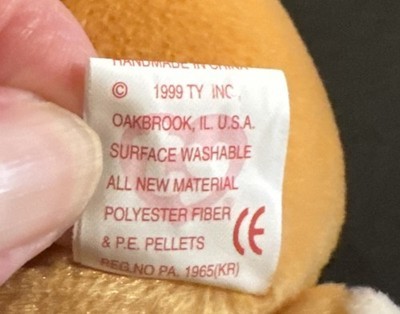 HANDMADE IN CHINA
© 1999 TY INC.,
OAKBROOK, IL. U.S.A.
SURFACE WASHABLE
ALL NEW MATERIAL
POLYESTER FIBER CE
& P.E. PELLETS
REG.NO PA. 1965(KR)